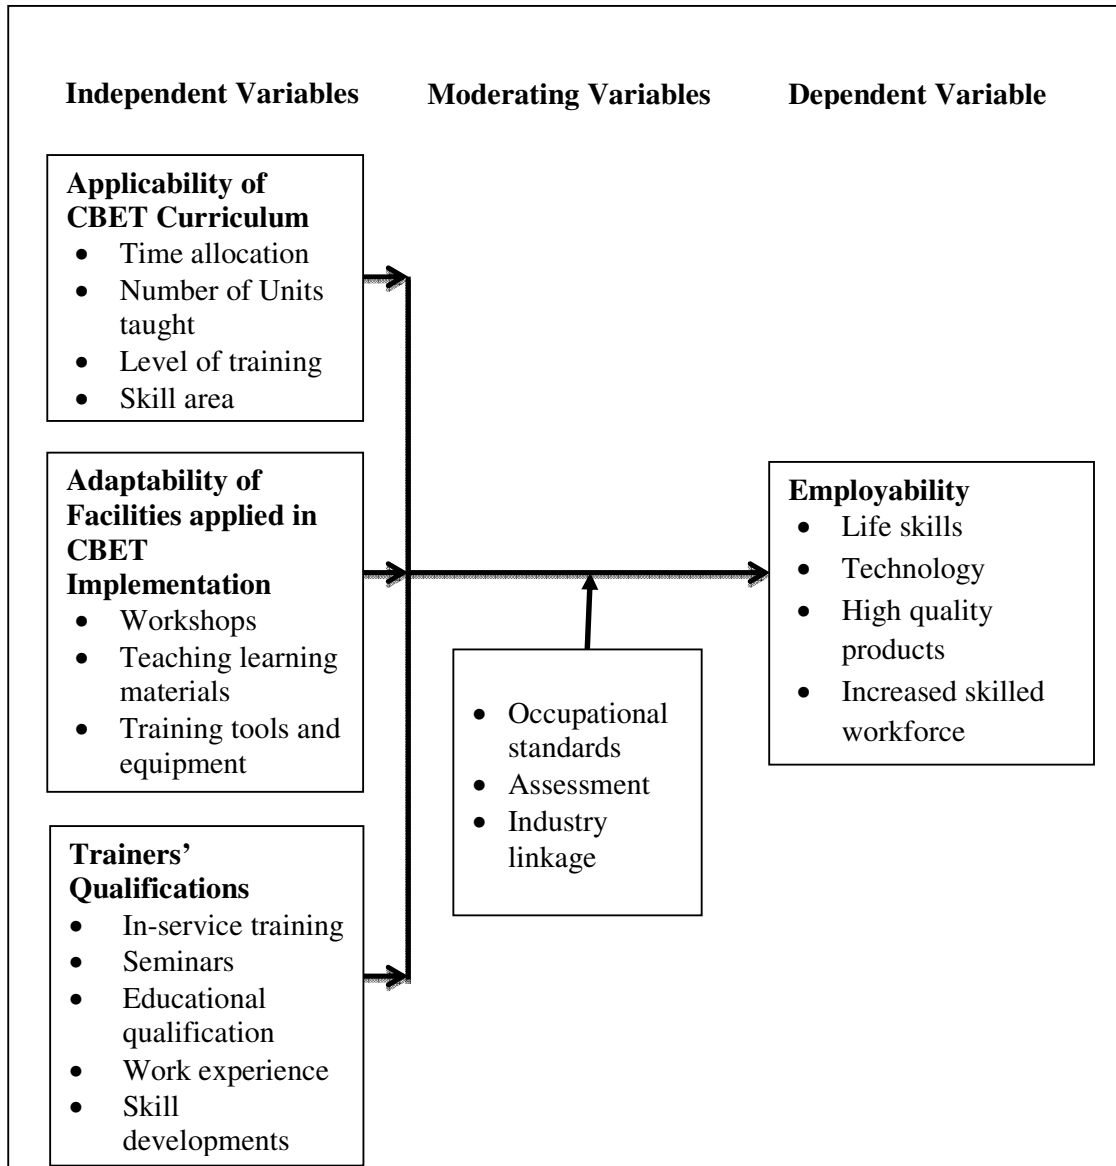 Independent Variables
Moderating Variables
Dependent Variable
Applicability of
CBET Curriculum
• Time allocation
• Number of Units
taught
• Level of training
• Skill area
Adaptability of
Facilities applied in
CBET
Implementation
• Workshops
• Teaching learning
materials
• Training tools and
equipment
Trainers’
Qualifications
• In-service training
• Seminars
• Educational
qualification
• Work experience
• Skill
developments
• Occupational
standards
• Assessment
• Industry
linkage
Employability
• Life skills
• Technology
• High quality
products
• Increased skilled
workforce